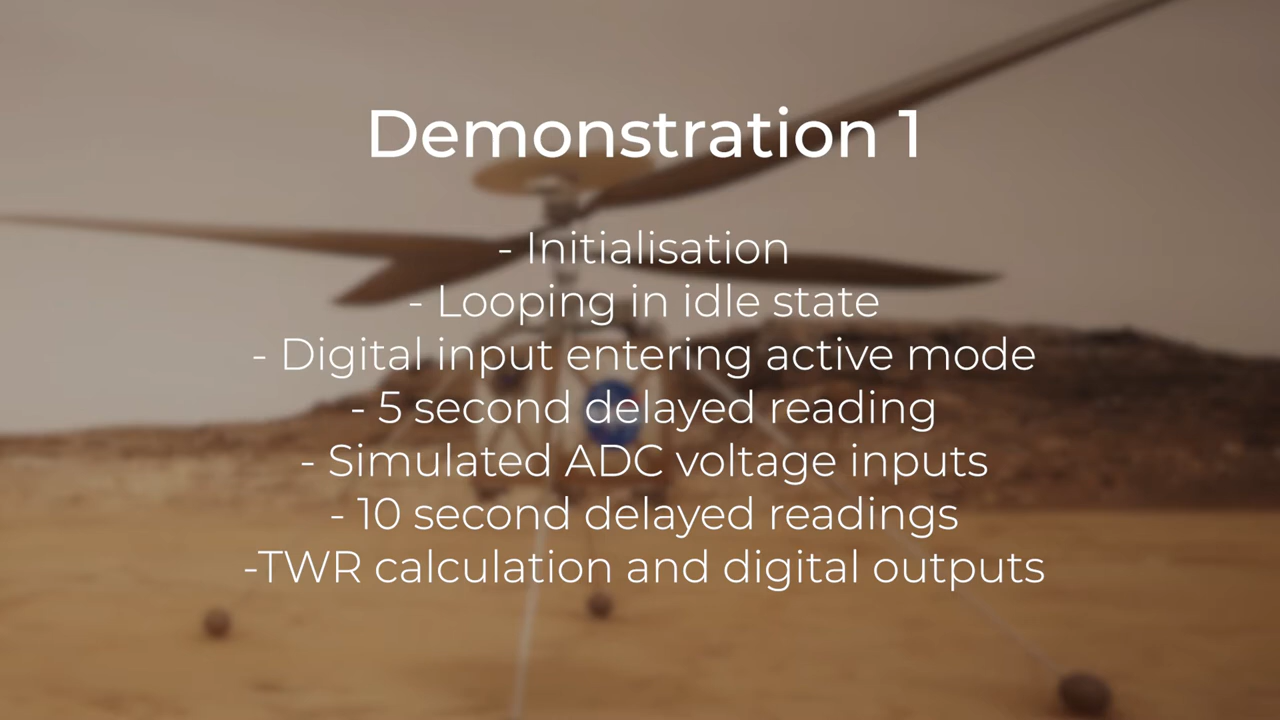 Demonstration 1
- Initialisation
- Looping in idle state
- Digital input entering active mode
- 5 second delayed reading
- Simulated ADC voltage inputs
- 10 second delayed readings
-TWR calculation and digital outputs